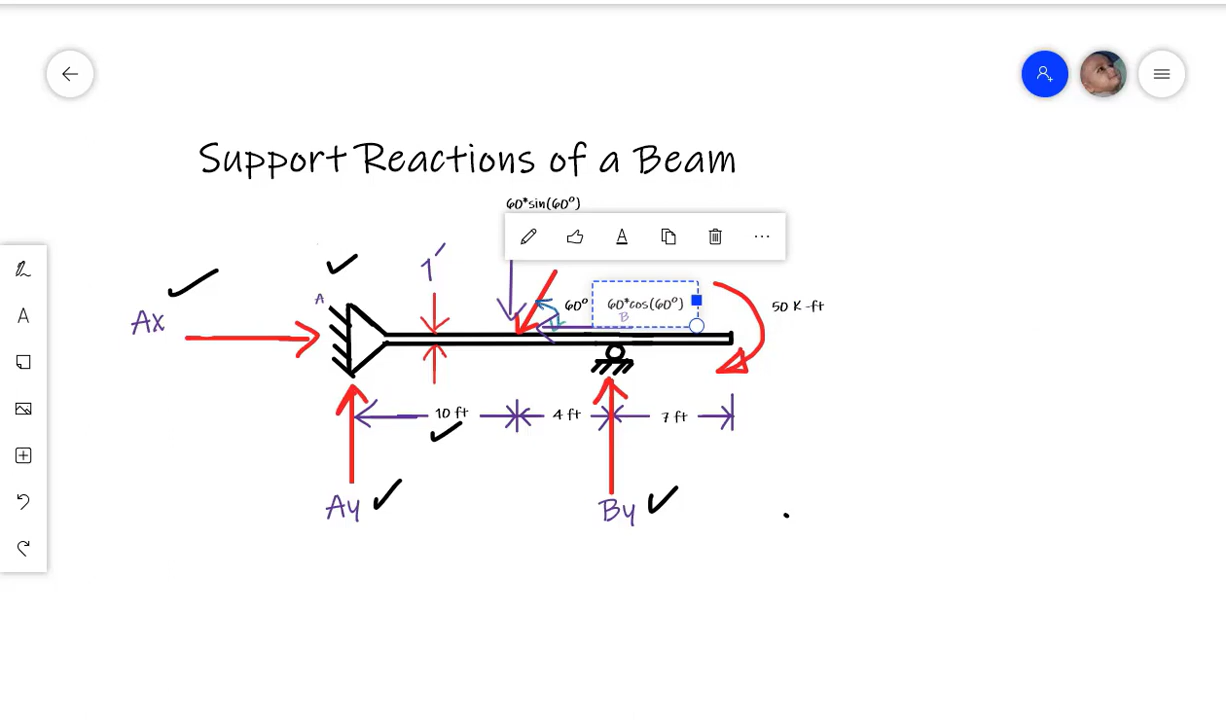 Support Reactions of a Beam
60*sin(60°)
1'
A
Ax
60°
60*cos(60°)
B
50 K -ft
10 ft
4 ft
7 ft
Ay
By